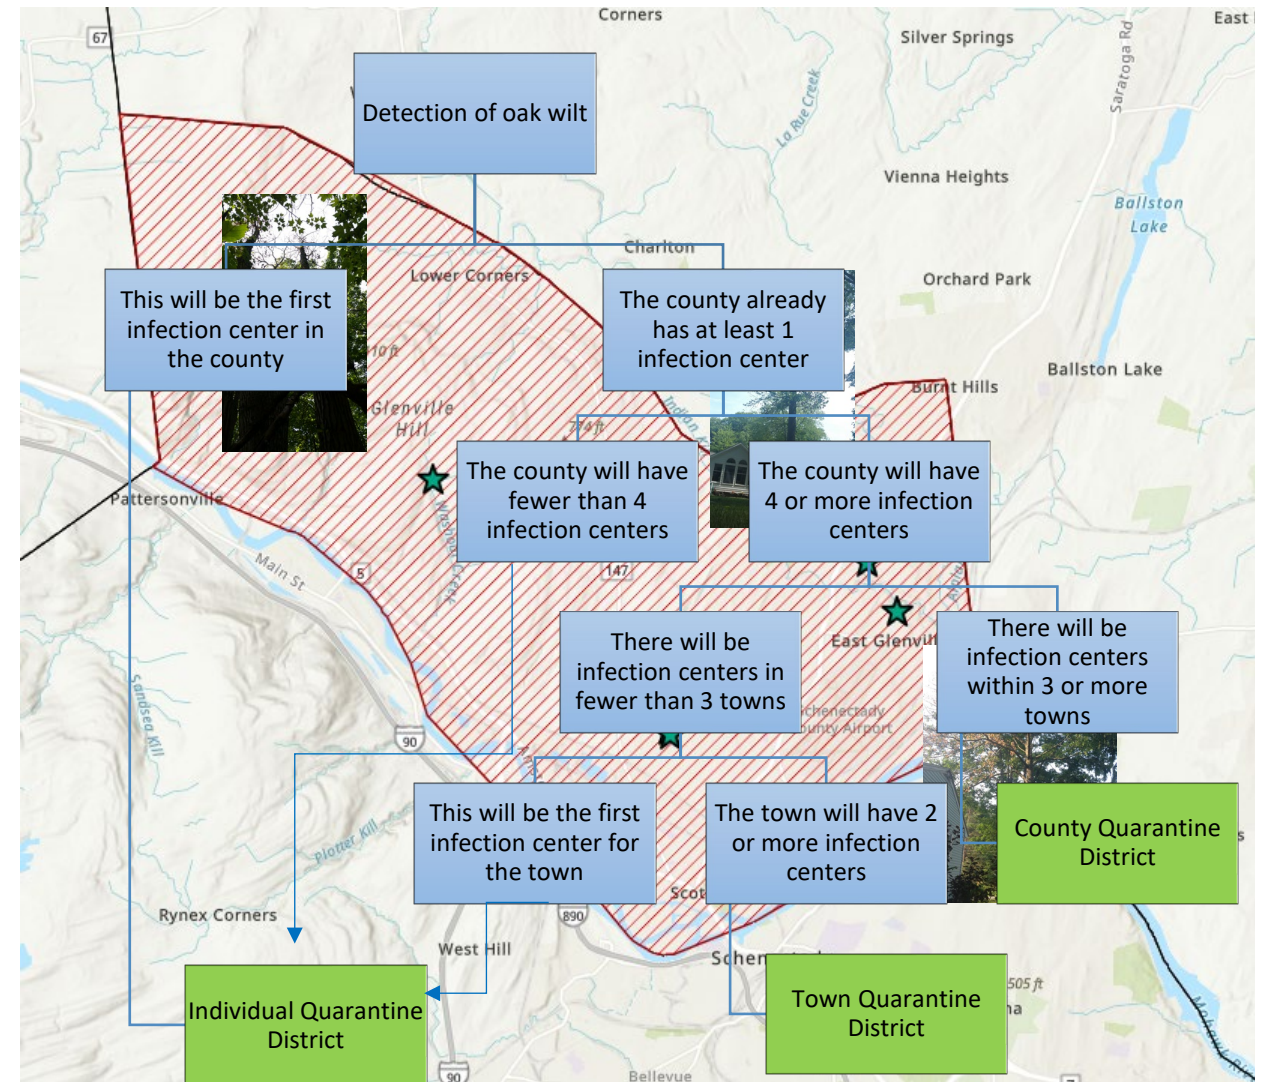 Corners
East
67
Silver Springs
Saratoga Rd
La Rue Creek
Detection of oak wilt
Vienna Heights
Ballston
Lake
Charlton
Lower Corners
Orchard Park
This will be the first
infection center in
the county
The county already
has at least 1
infection center
Ballston Lake
Burnt Hills
Glenville
Hill
774 ft
Indian
The county will have
fewer than 4
infection centers
The county will have
4 or more infection
centers
Pattersonville
Main St
5
147
Creek
There will be
infection centers in
fewer than 3 towns
East
There will be
infection centers
within 3 or more
towns
Sandsea Kill
90
Schenectady
County Airport
This will be the first
infection center for
the town
The town will have 2
or more infection
centers
County Quarantine
District
Plotter Kill
Rynex Corners
890
West Hill
Individual Quarantine
District
Town Quarantine
District
505 ft
Mohawk
90
Bellevue
7